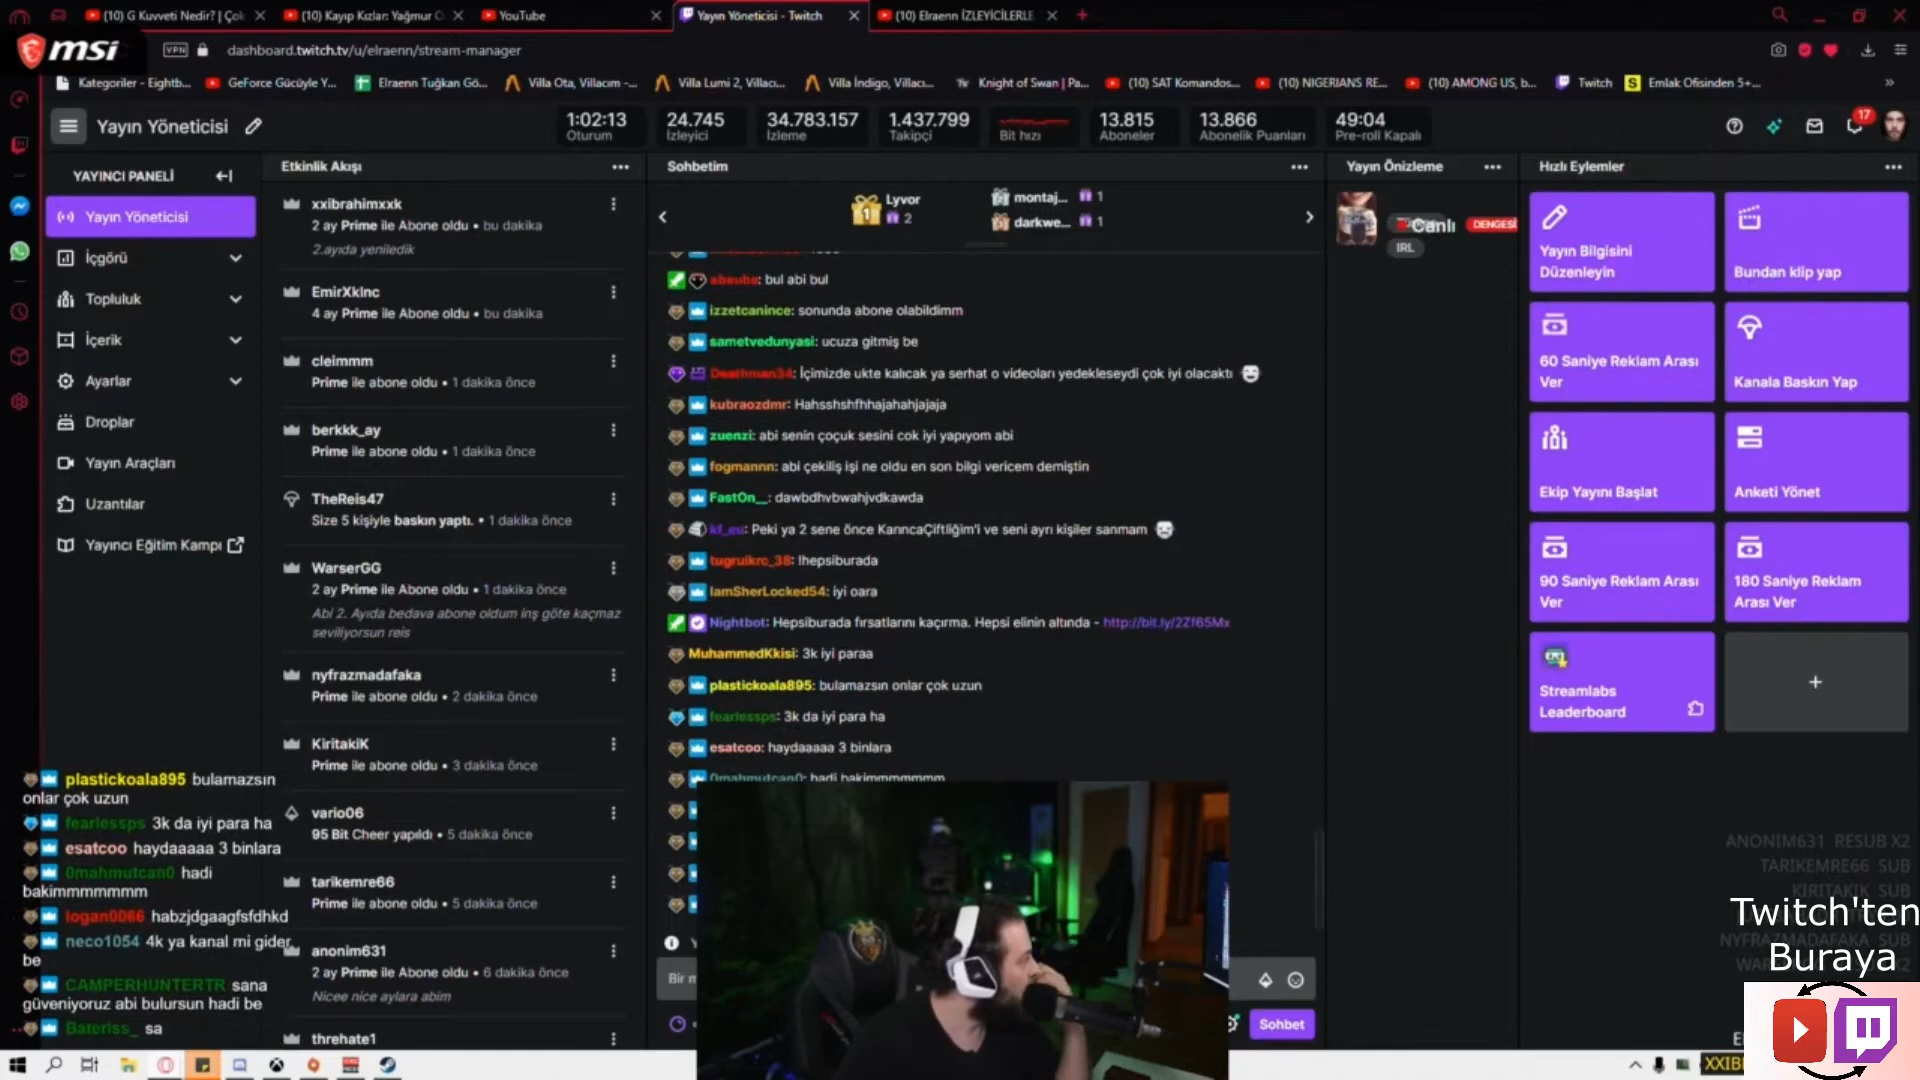 (10) G Kuvveti Nedir? | Çok
(10) Kayıp Kızlar: Yağmur
YouTube
Yayın Yöneticisi - Twitch
(10) Elraenn İZLEYİCİLERLE
msi
VPN
dashboard.twitch.tv/u/elraenn/stream-manager
Kategoriler - Eightb...
GeForce Gücüyle Y...
Elraenn Tuğkan Gö...
Villa Ota, Villacım -...
Villa Lumi 2, Villacı...
Villa İndigo, Villacı...
Knight of Swan | Pa...
(10) SAT Komandos...
(10) NIGERIANS RE...
(10) AMONG US, b...
Twitch
Emlak Ofisinden 5+...
Yayın Yöneticisi
1:02:13
Oturum
24.745
İzleyici
34.783.157
İzleme
1.437.799
Takipçi
Bit hızı
13.815
Aboneler
13.866
Abonelik Puanları
49:04
Pre-roll Kapalı
17
YAYINCI PANELİ
Yayın Yöneticisi
İçgörü
Topluluk
İçerik
Ayarlar
Droplar
Yayın Araçları
Uzantılar
Yayıncı Eğitim Kampı
Etkinlik Akışı
xxibrahimxxk
2 ay Prime ile Abone oldu • bu dakika
2.ayıda yeniledik
EmirXkInc
4 ay Prime ile Abone oldu • bu dakika
cleimmm
Prime ile abone oldu • 1 dakika önce
berkkk_ay
Prime ile abone oldu • 1 dakika önce
TheReis47
Size 5 kişiyle baskın yaptı. • 1 dakika önce
WarserGG
2 ay Prime ile Abone oldu • 1 dakika önce
Abi 2. Ayıda bedava abone oldum inş göte kaçmaz
seviliyorsun reis
nyfrazmadafaka
Prime ile abone oldu • 2 dakika önce
KiritakiK
Prime ile abone oldu • 3 dakika önce
vario06
95 Bit Cheer yapıldı • 5 dakika önce
tarikemre66
Prime ile abone oldu • 5 dakika önce
anonim631
2 ay Prime ile Abone oldu • 6 dakika önce
Nicee nice aylara abim
threhate1
Sohbetim
1
Lyvor
2
montaj... 1
darkwe... 1
bul abi bul
izzetcanince: sonunda abone olabildimm
sametvedunyasi: ucuza gitmiş be
Deathman34: İçimizde ukte kalıcak ya serhat o videoları yedekleseydi çok iyi olacaktı
kubraozdmr: Hahsshshfhhajahahjajaja
zuenzi: abi senin çoçuk sesini cok iyi yapıyom abi
fogmannn: abi çekiliş işi ne oldu en son bilgi vericem demiştin
FastOn__: dawbdhvbwahjvdkawda
kf_eu: Peki ya 2 sene önce KarıncaÇiftliğim'i ve seni ayrı kişiler sanmam
tugruikro_38: !hepsiburada
IamSherLocked54: iyi oara
Nightbot: Hepsiburada fırsatlarını kaçırma. Hepsi elinin altında - http://bit.ly/2Zf65Mx
MuhammedKkisi: 3k iyi paraa
plastickoala895: bulamazsın onlar çok uzun
fearlessps: 3k da iyi para ha
esatcoo: haydaaaaa 3 binlara
0mahmutcan0: hadi bakimmmmmmm
Bir m
Sohbet
Yayın Önizleme
Canlı
IRL
Hızlı Eylemler
Yayın Bilgisini
Düzenleyin
Bundan klip yap
60 Saniye Reklam Arası
Ver
Kanala Baskın Yap
Ekip Yayını Başlat
Anketi Yönet
90 Saniye Reklam Arası
Ver
180 Saniye Reklam
Arası Ver
Streamlabs
Leaderboard
+
plastickoala895 bulamazsın
onlar çok uzun
fearlessps 3k da iyi para ha
esatcoo haydaaaaa 3 binlara
0mahmutcan0 hadi
bakimmmmmmm
logan0066 habzjdgaagfsfdhkd
neco1054 4k ya kanal mi gider
be
CAMPERHUNTERTR sana
güveniyoruz abi bulursun hadi be
Bateriss_ sa
ANONIM631 RESUB X2
TARIKEMRE66 SUB
KIRITAKIK SUB
NYFRAZMADAFAKA SUB
Twitch'ten
Buraya
XXIB